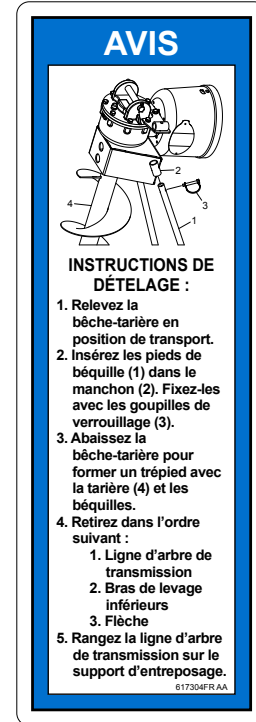 AVIS
4
2
3
1
INSTRUCTIONS DE
DÉTELAGE :
1. Relevez la
bêche-tarière en
position de transport.
2. Insérez les pieds de
béquille (1) dans le
manchon (2). Fixez-les
avec les goupilles de
verrouillage (3).
3. Abaissez la
bêche-tarière pour
former un trépied avec
la tarière (4) et les
béquilles.
4. Retirez dans l’ordre
suivant :
1. Ligne d’arbre de
transmission
2. Bras de levage
inférieurs
3. Flèche
5. Rangez la ligne d’arbre
de transmission sur le
support d’entreposage.
617304FR AA